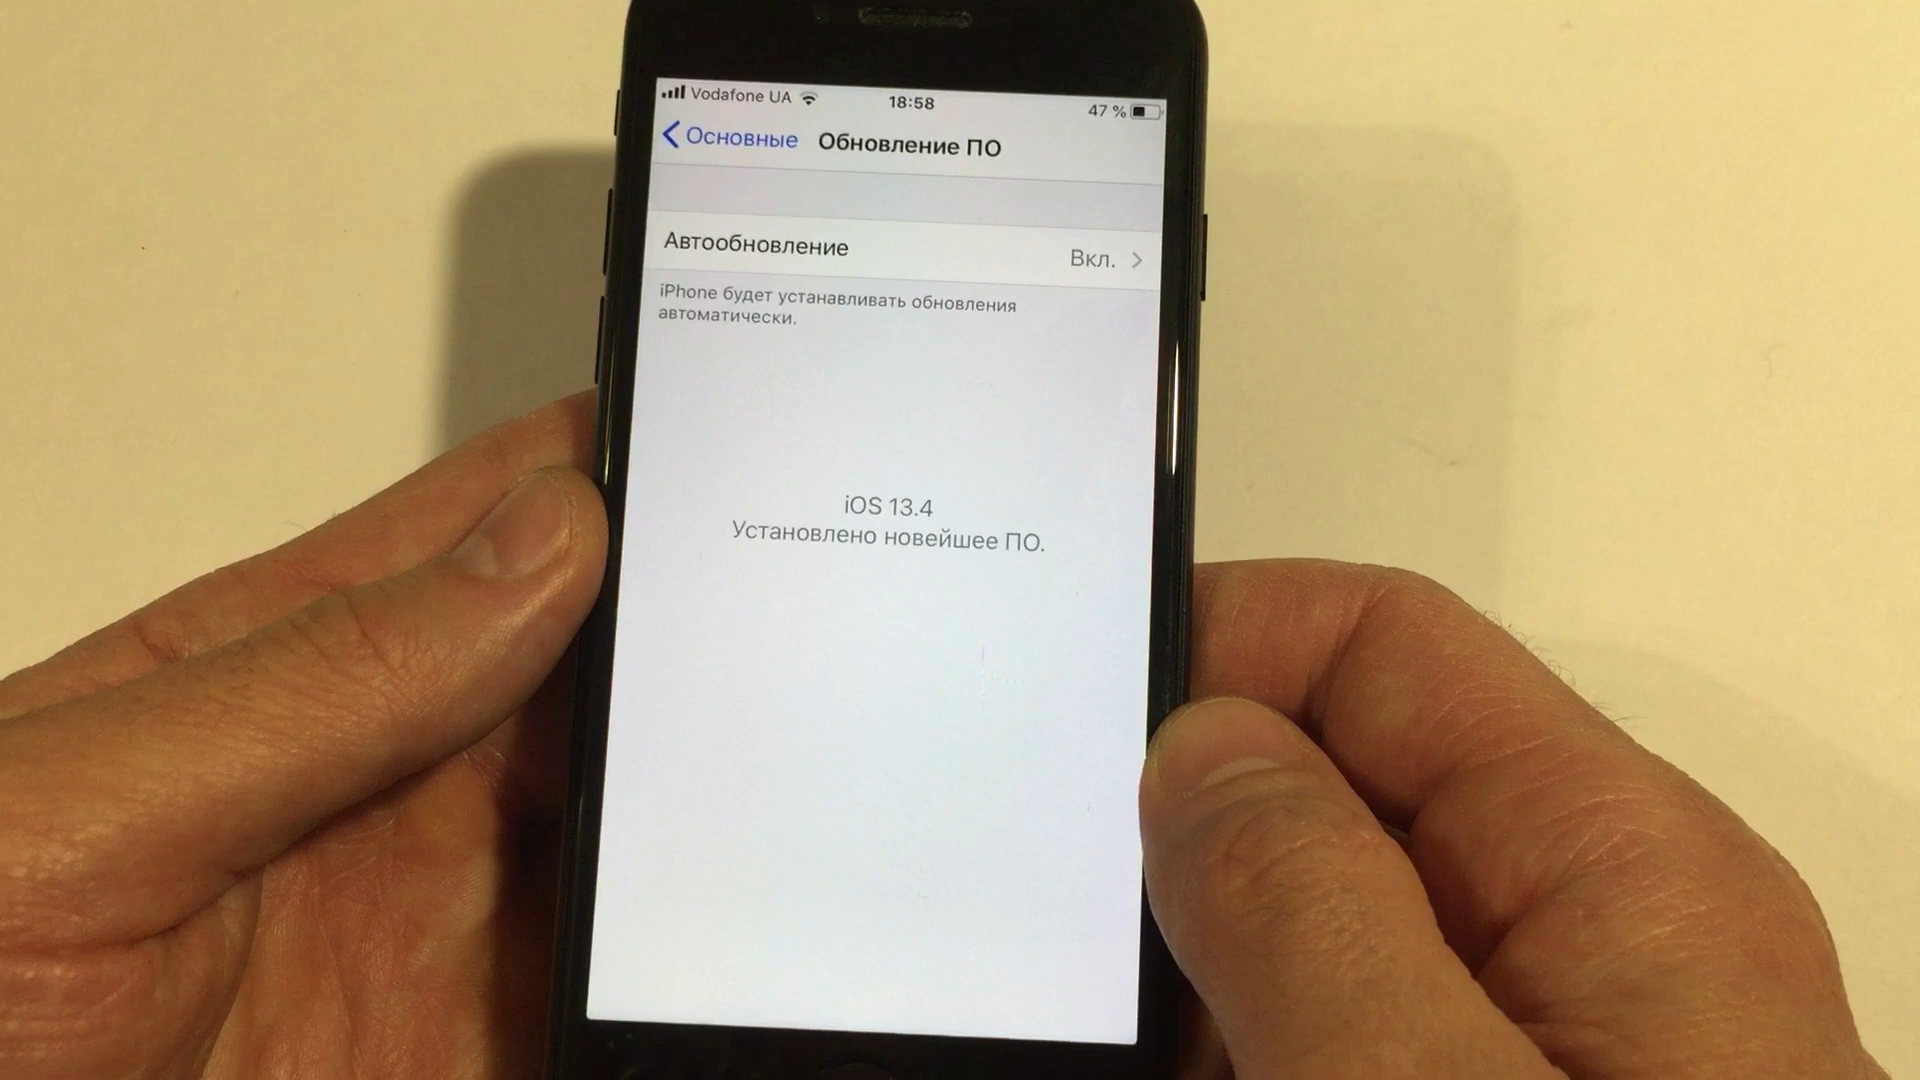 Vodafone UA 18:58 47 %
Основные Обновление ПО
Автообновление Вкл.
iPhone будет устанавливать обновления
автоматически.
iOS 13.4
Установлено новейшее ПО.